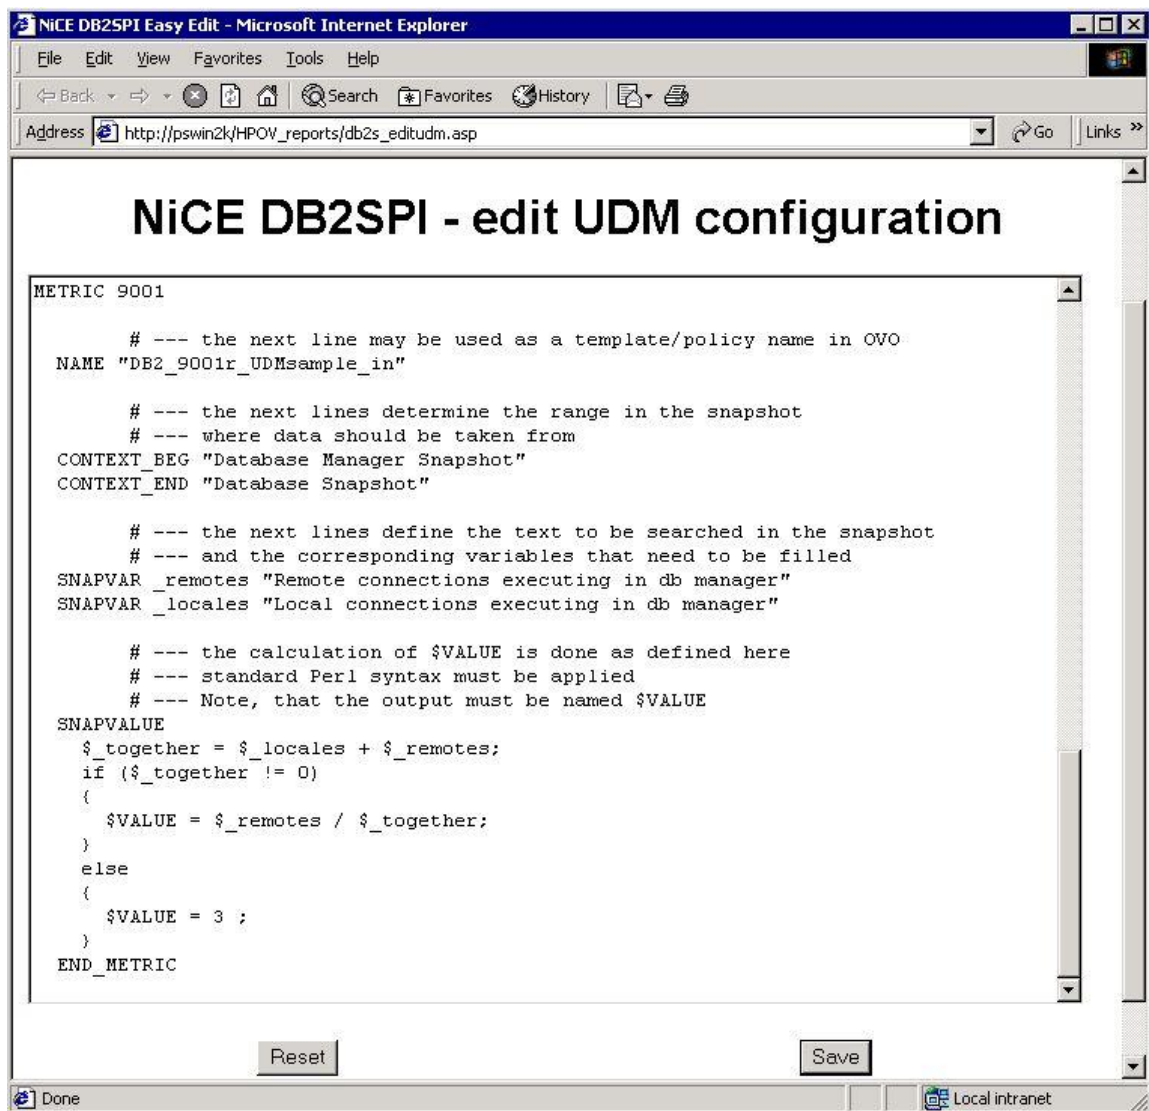 NiCE DB2SPI Easy Edit - Microsoft Internet Explorer
File Edit View Favorites Tools Help
Back Search Favorites History
Address http://pswin2k/HPOV_reports/db2s_editudm.asp Go Links »
NiCE DB2SPI - edit UDM configuration
METRIC 9001
# --- the next line may be used as a template/policy name in OVO
NAME "DB2_9001r_UDMsample_in"
# --- the next lines determine the range in the snapshot
# --- where data should be taken from
CONTEXT_BEG "Database Manager Snapshot"
CONTEXT_END "Database Snapshot"
# --- the next lines define the text to be searched in the snapshot
# --- and the corresponding variables that need to be filled
SNAPVAR _remotes "Remote connections executing in db manager"
SNAPVAR _locales "Local connections executing in db manager"
# --- the calculation of $VALUE is done as defined here
# --- standard Perl syntax must be applied
# --- Note, that the output must be named $VALUE
SNAPVALUE
$_together = $_locales + $_remotes;
if ($_together != 0)
{
$VALUE = $_remotes / $_together;
}
else
{
$VALUE = 3 ;
}
END_METRIC
Reset Save
Done Local intranet